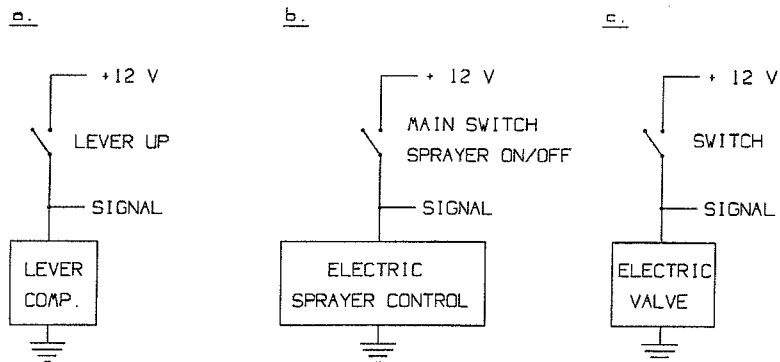 a.
+12 V
LEVER UP
SIGNAL
LEVER
COMP.
b.
+ 12 V
MAIN SWITCH
SPRAYER ON/OFF
SIGNAL
ELECTRIC
SPRAYER CONTROL
c.
+ 12 V
SWITCH
SIGNAL
ELECTRIC
VALVE